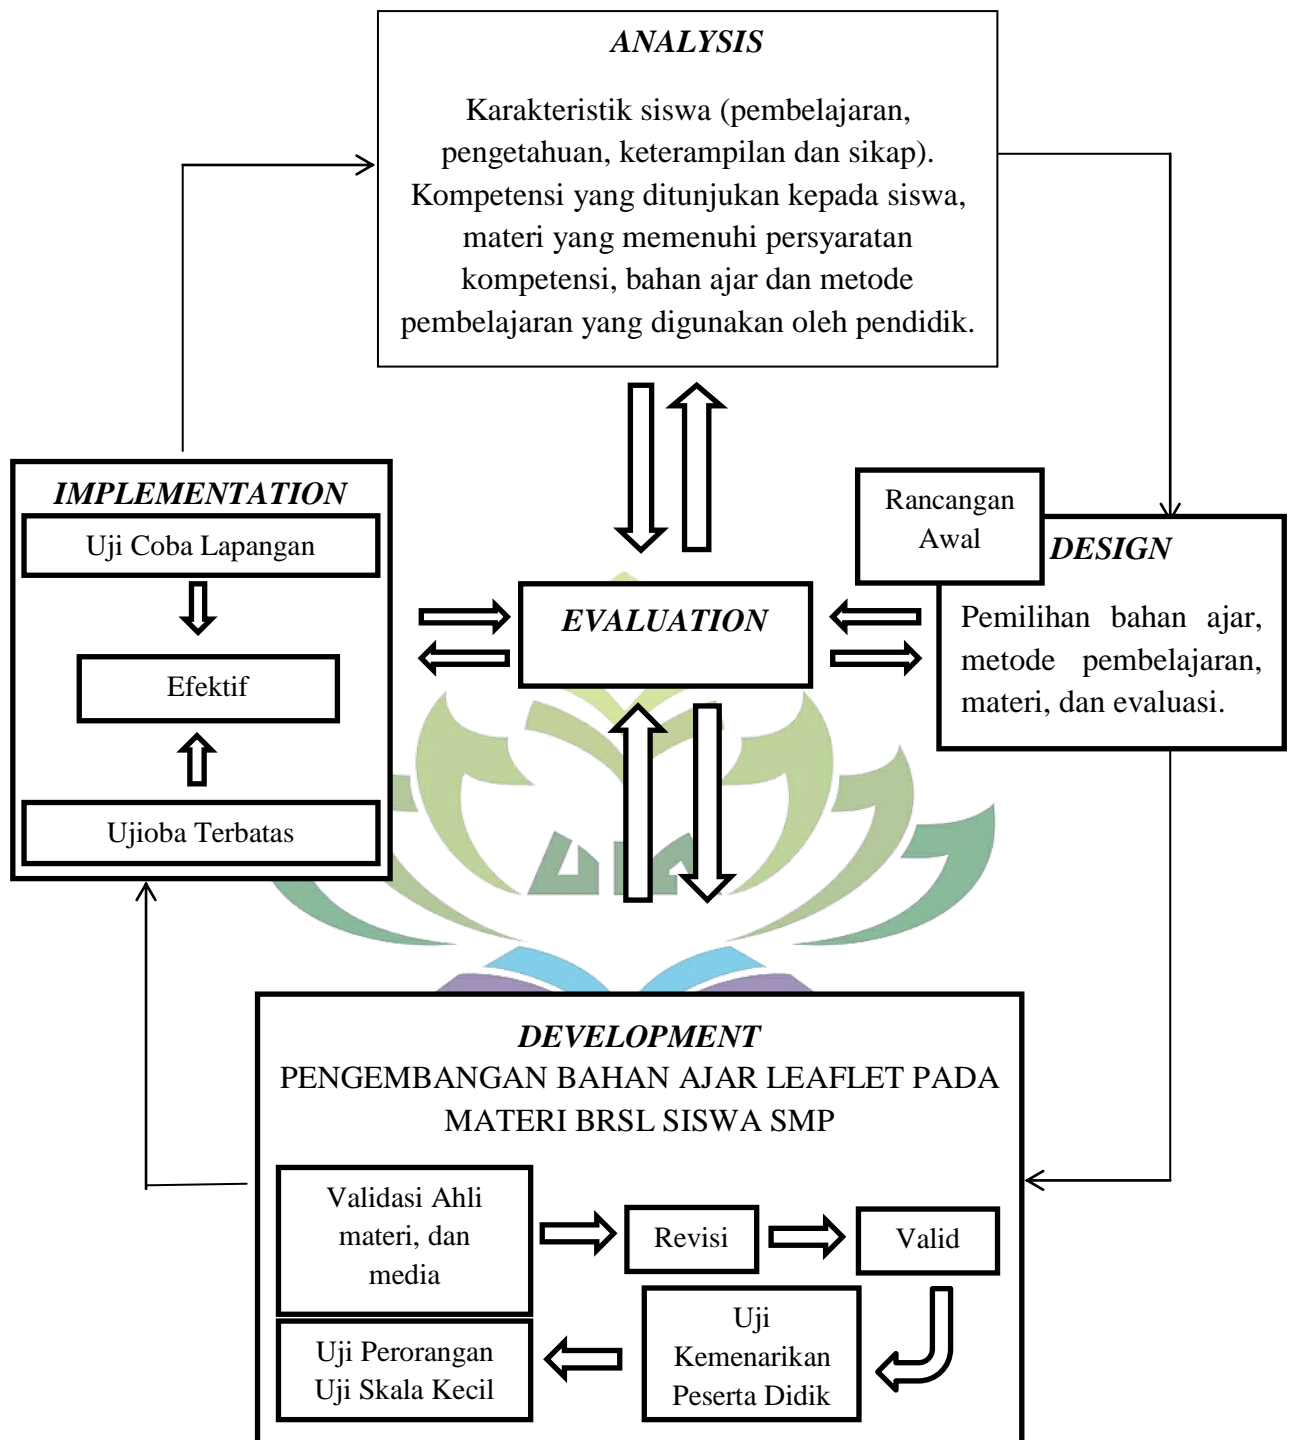 ANALYSIS
Karakteristik siswa (pembelajaran,
pengetahuan, keterampilan dan sikap).
Kompetensi yang ditunjukan kepada siswa,
materi yang memenuhi persyaratan
kompetensi, bahan ajar dan metode
pembelajaran yang digunakan oleh pendidik.
IMPLEMENTATION
Uji Coba Lapangan
Efektif
Ujioba Terbatas
EVALUATION
Rancangan
Awal
DESIGN
Pemilihan bahan ajar,
metode pembelajaran,
materi, dan evaluasi.
DEVELOPMENT
PENGEMBANGAN BAHAN AJAR LEAFLET PADA
MATERI BRSL SISWA SMP
Validasi Ahli
materi, dan
media
Revisi
Valid
Uji
Kemenarikan
Peserta Didik
Uji Perorangan
Uji Skala Kecil